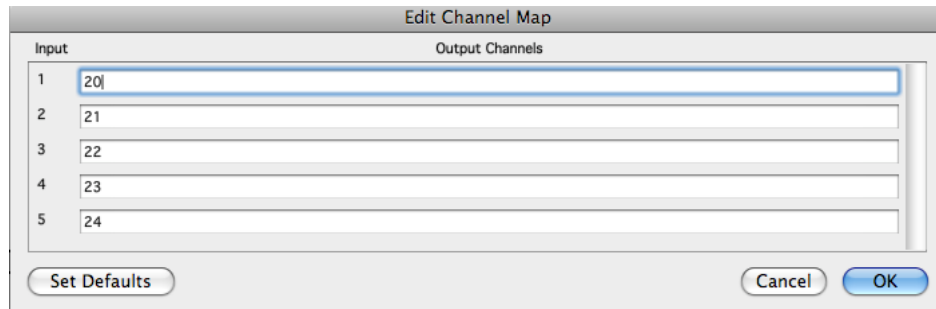 Edit Channel Map
Input Output Channels
1 20
2 21
3 22
4 23
5 24
Set Defaults Cancel OK